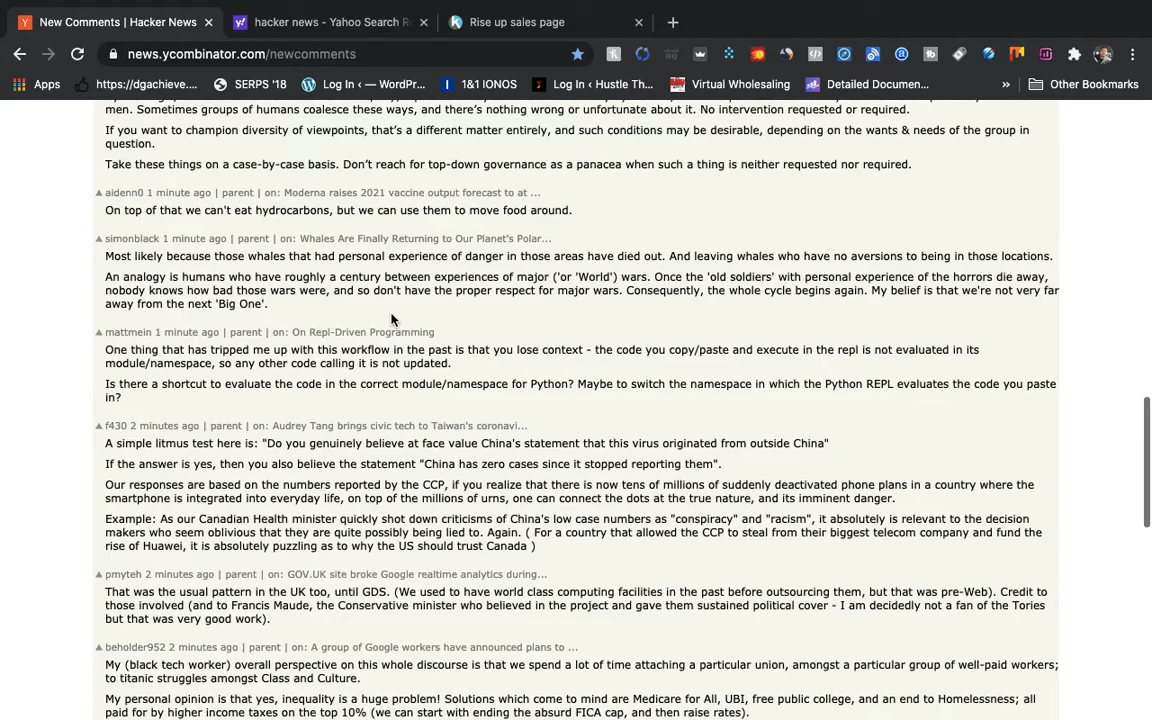 New Comments | Hacker News
hacker news - Yahoo Search R
Rise up sales page
news.ycombinator.com/newcomments
Apps
https://dgachieve....
SERPS '18
Log In ‹ — WordPr...
1&1 IONOS
Log In ‹ Hustle Th...
Virtual Wholesaling
Detailed Documen...
»
Other Bookmarks
men. Sometimes groups of humans coalesce these ways, and there's nothing wrong or unfortunate about it. No intervention requested or required.
If you want to champion diversity of viewpoints, that's a different matter entirely, and such conditions may be desirable, depending on the wants & needs of the group in
question.
Take these things on a case-by-case basis. Don't reach for top-down governance as a panacea when such a thing is neither requested nor required.
aidenn0 1 minute ago | parent | on: Moderna raises 2021 vaccine output forecast to at ...
On top of that we can't eat hydrocarbons, but we can use them to move food around.
simonblack 1 minute ago | parent | on: Whales Are Finally Returning to Our Planet's Polar...
Most likely because those whales that had personal experience of danger in those areas have died out. And leaving whales who have no aversions to being in those locations.
An analogy is humans who have roughly a century between experiences of major ('or 'World') wars. Once the 'old soldiers' with personal experience of the horrors die away,
nobody knows how bad those wars were, and so don't have the proper respect for major wars. Consequently, the whole cycle begins again. My belief is that we're not very far
away from the next 'Big One'.
mattmein 1 minute ago | parent | on: On Repl-Driven Programming
One thing that has tripped me up with this workflow in the past is that you lose context - the code you copy/paste and execute in the repl is not evaluated in its
module/namespace, so any other code calling it is not updated.
Is there a shortcut to evaluate the code in the correct module/namespace for Python? Maybe to switch the namespace in which the Python REPL evaluates the code you paste
in?
f430 2 minutes ago | parent | on: Audrey Tang brings civic tech to Taiwan's coronavi...
A simple litmus test here is: "Do you genuinely believe at face value China's statement that this virus originated from outside China"
If the answer is yes, then you also believe the statement "China has zero cases since it stopped reporting them".
Our responses are based on the numbers reported by the CCP, if you realize that there is now tens of millions of suddenly deactivated phone plans in a country where the
smartphone is integrated into everyday life, on top of the millions of urns, one can connect the dots at the true nature, and its imminent danger.
Example: As our Canadian Health minister quickly shot down criticisms of China's low case numbers as "conspiracy" and "racism", it absolutely is relevant to the decision
makers who seem oblivious that they are quite possibly being lied to. Again. ( For a country that allowed the CCP to steal from their biggest telecom company and fund the
rise of Huawei, it is absolutely puzzling as to why the US should trust Canada )
pmyteh 2 minutes ago | parent | on: GOV.UK site broke Google realtime analytics during...
That was the usual pattern in the UK too, until GDS. (We used to have world class computing facilities in the past before outsourcing them, but that was pre-Web). Credit to
those involved (and to Francis Maude, the Conservative minister who believed in the project and gave them sustained political cover - I am decidedly not a fan of the Tories
but that was very good work).
beholder952 2 minutes ago | parent | on: A group of Google workers have announced plans to ...
My (black tech worker) overall perspective on this whole discourse is that we spend a lot of time attaching a particular union, amongst a particular group of well-paid workers;
to titanic struggles amongst Class and Culture.
My personal opinion is that yes, inequality is a huge problem! Solutions which come to mind are Medicare for All, UBI, free public college, and an end to Homelessness; all
paid for by higher income taxes on the top 10% (we can start with ending the absurd FICA cap, and then raise rates).